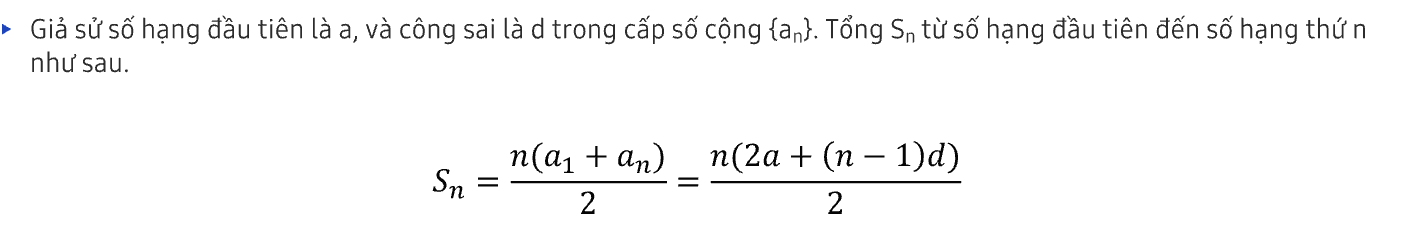 ▶ Giả sử số hạng đầu tiên là a, và công sai là d trong cấp số cộng {aₙ}. Tổng Sₙ từ số hạng đầu tiên đến số hạng thứ n
như sau.
Sₙ = n(a₁ + aₙ)/2 = n(2a + (n − 1)d)/2